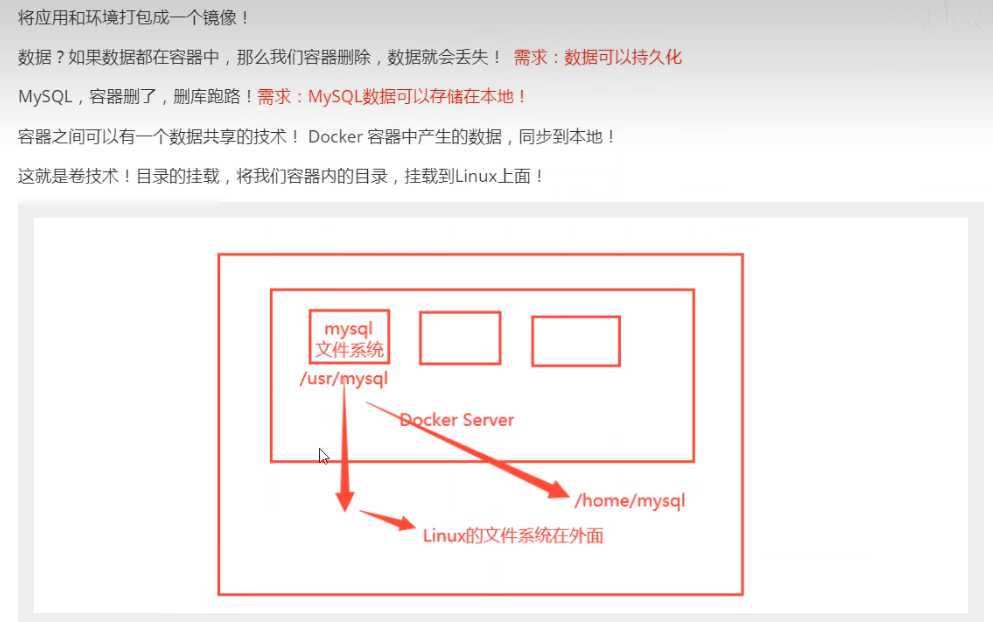 将应用和环境打包成一个镜像！
数据？如果数据都在容器中，那么我们容器删除，数据就会丢失！ 需求：数据可以持久化
MySQL，容器删了，删库跑路！需求：MySQL数据可以存储在本地！
容器之间可以有一个数据共享的技术！ Docker 容器中产生的数据，同步到本地！
这就是卷技术！目录的挂载，将我们容器内的目录，挂载到Linux上面！
mysql
文件系统
/usr/mysql
Docker Server
/home/mysql
Linux的文件系统在外面